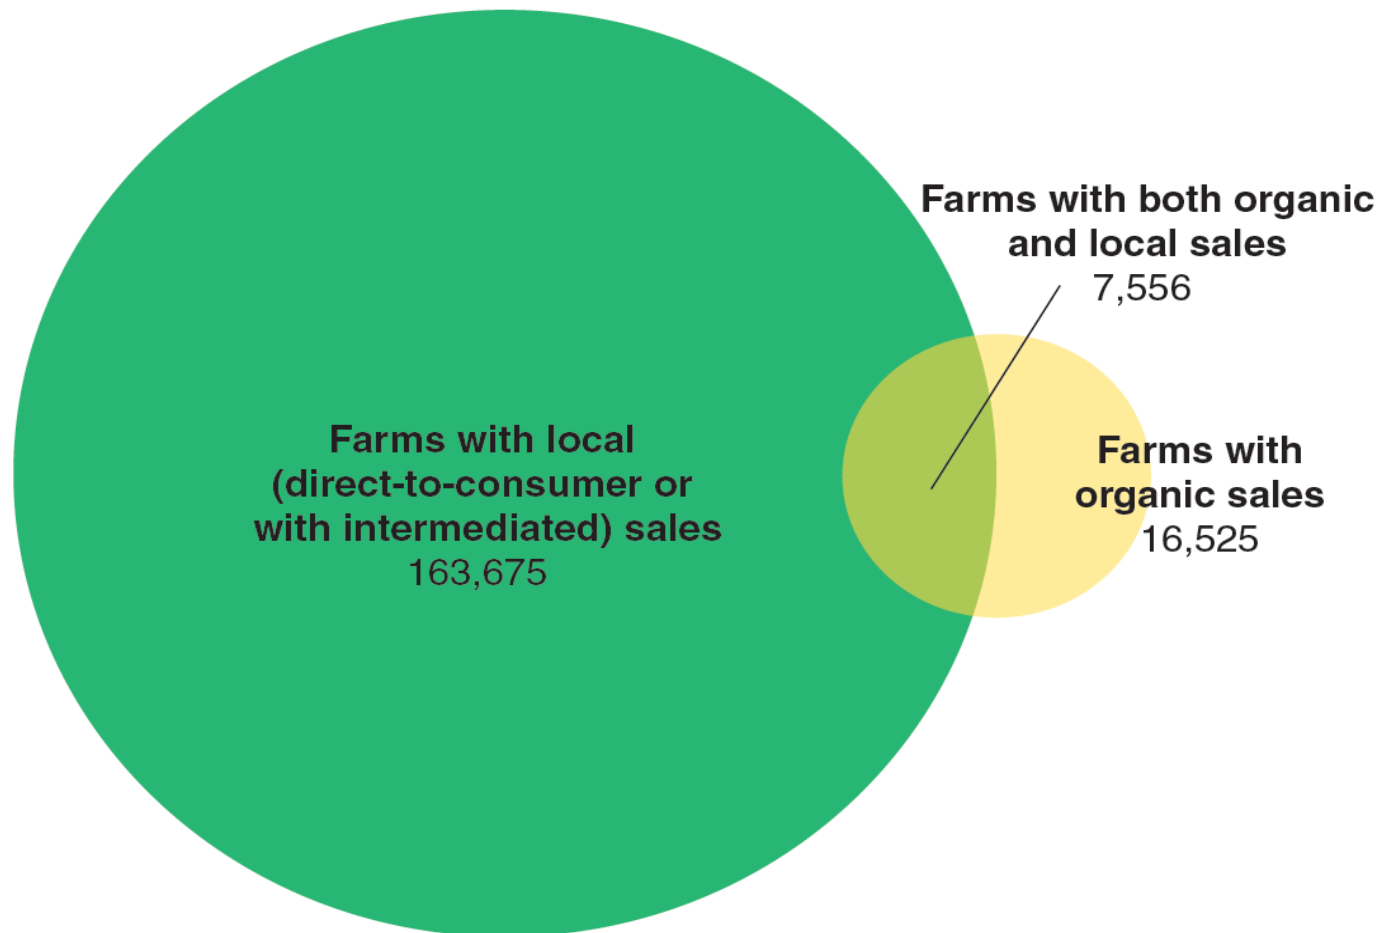 Farms with both organic
and local sales
7,556
Farms with local
(direct-to-consumer or
with intermediated) sales
163,675
Farms with
organic sales
16,525